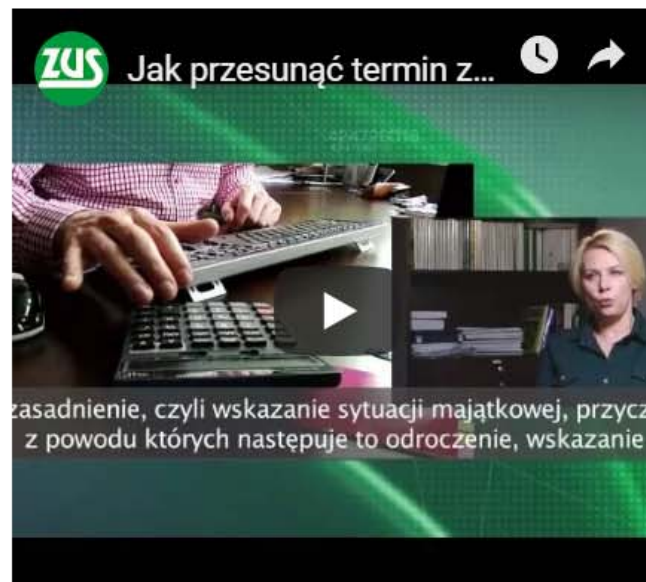 ZUS
Jak przesunąć termin z...
zasadnienie, czyli wskazanie sytuacji majątkowej, przycz
z powodu których następuje to odroczenie, wskazanie